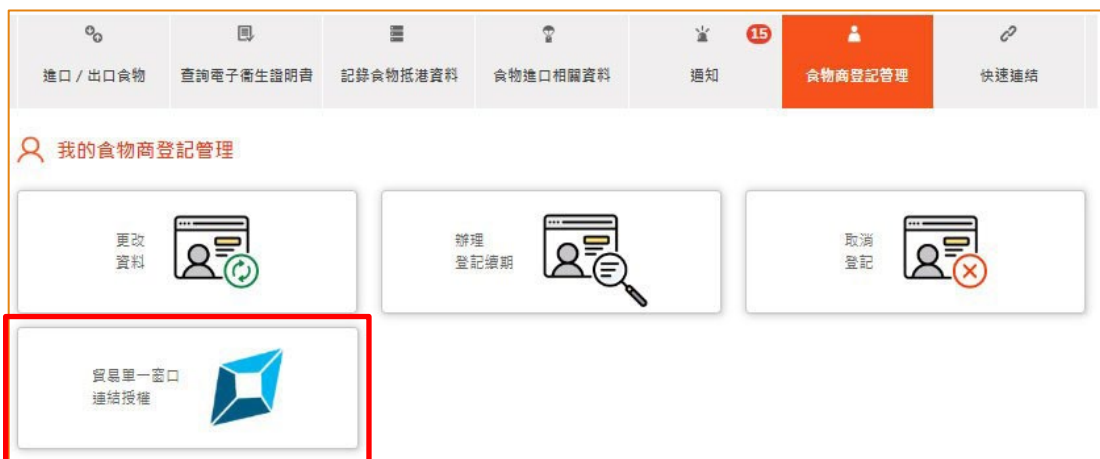 進口 / 出口食物
查詢電子衞生證明書
記錄食物抵港資料
食物進口相關資料
通知
15
食物商登記管理
快速連結
我的食物商登記管理
更改
資料
辦理
登記續期
取消
登記
貿易單一窗口
連結授權